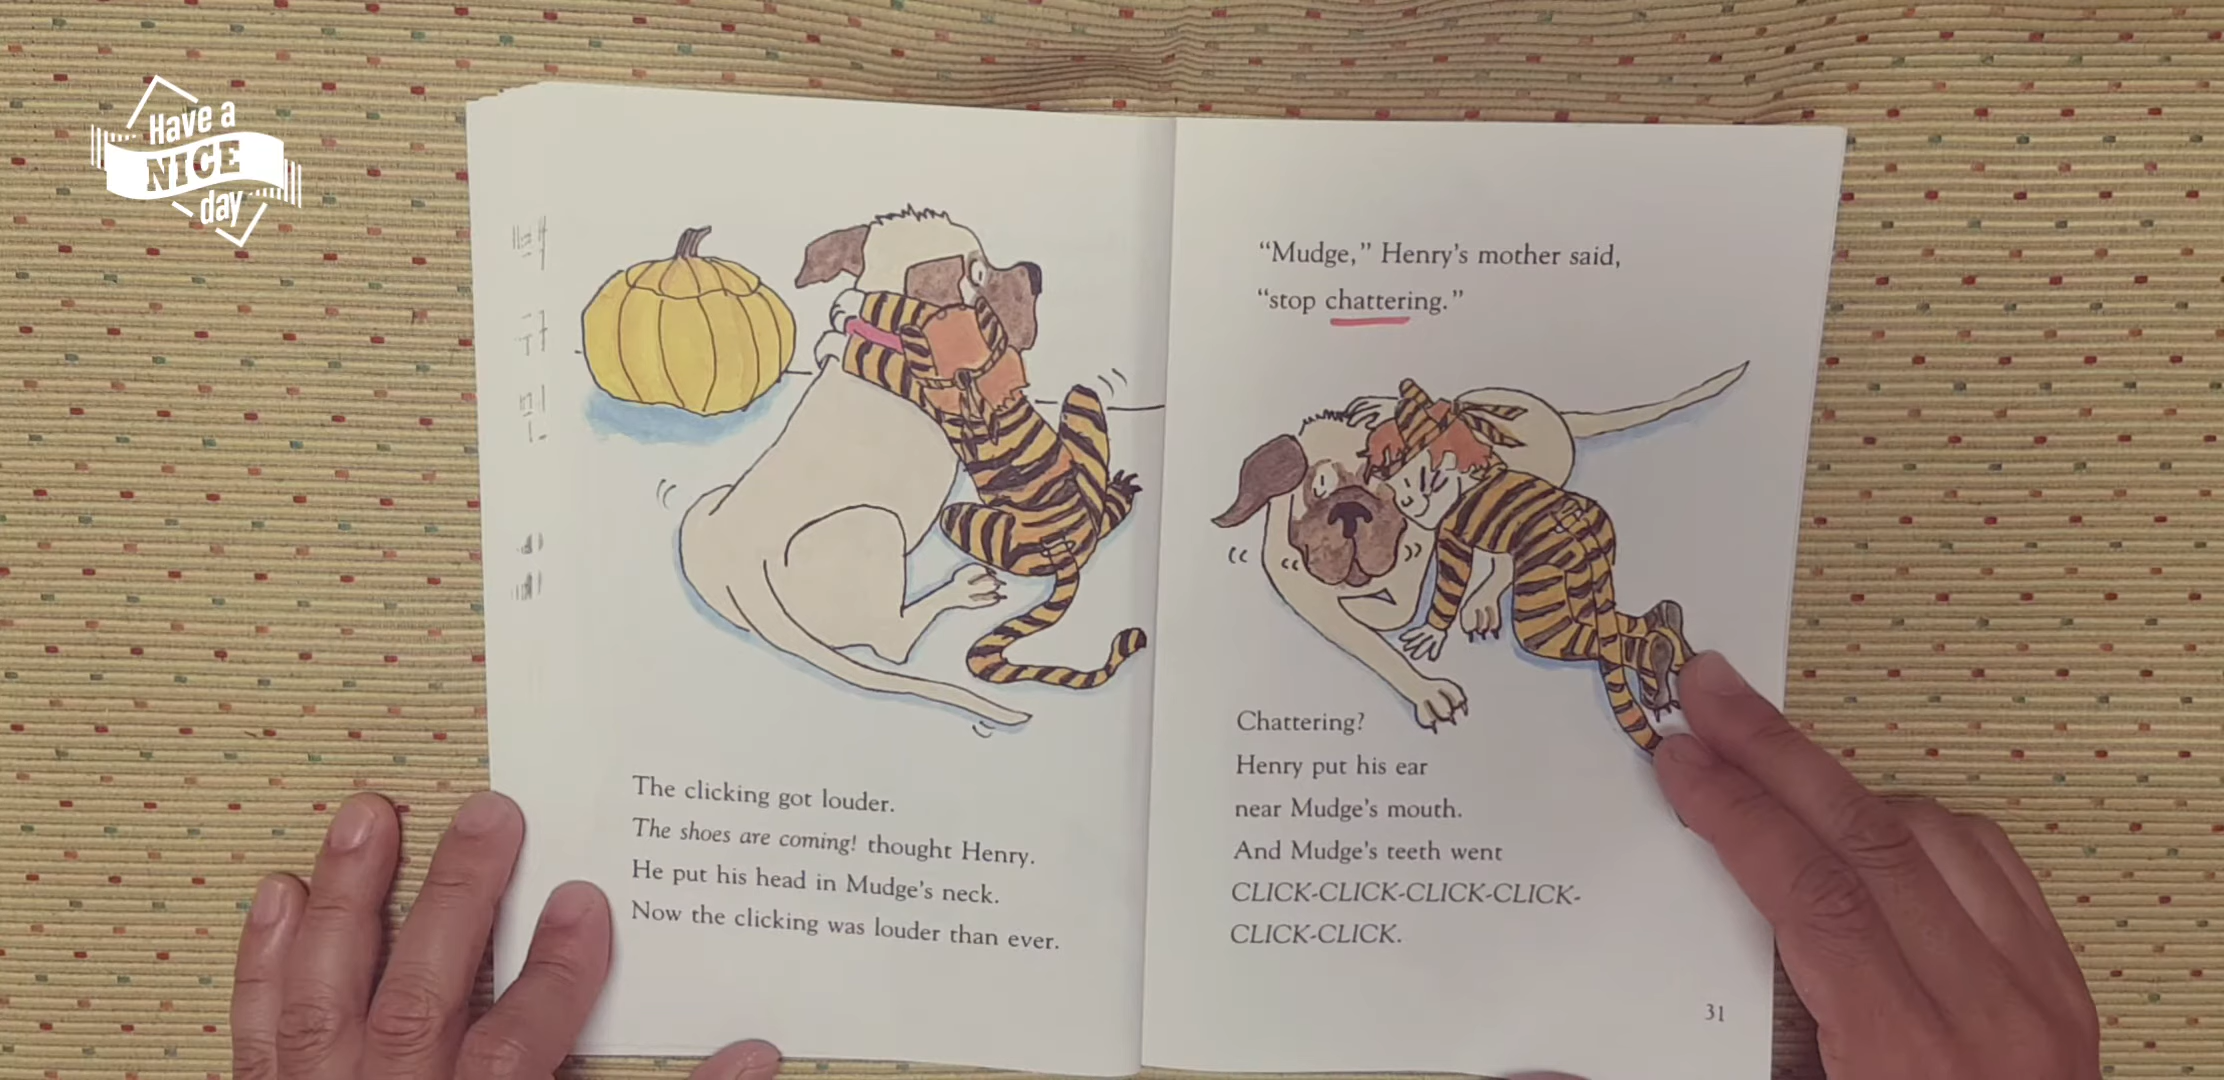 Have a
NICE
day
The clicking got louder.
The shoes are coming! thought Henry.
He put his head in Mudge's neck.
Now the clicking was louder than ever.
“Mudge,” Henry's mother said,
“stop chattering.”
Chattering?
Henry put his ear
near Mudge's mouth.
And Mudge's teeth went
CLICK-CLICK-CLICK-CLICK-
CLICK-CLICK.
31